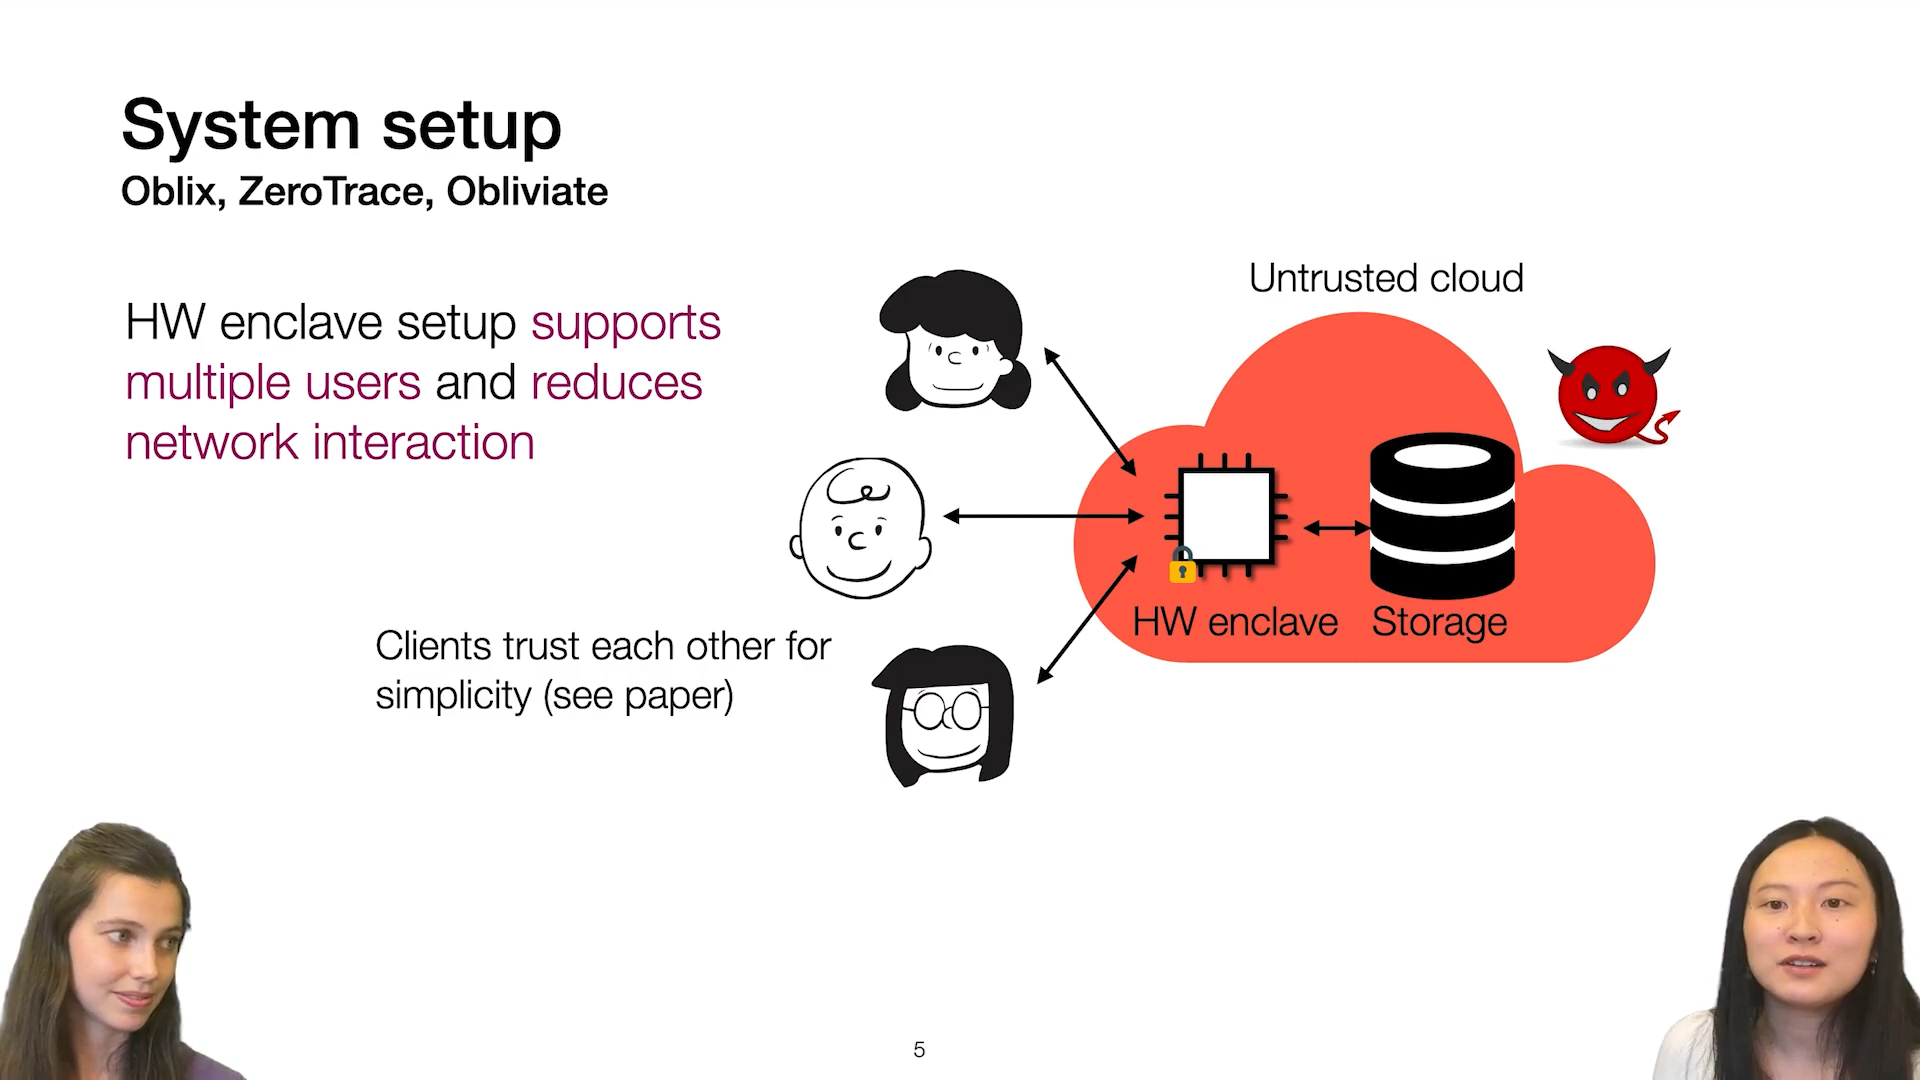 System setup
Oblix, ZeroTrace, Obliviate
HW enclave setup supports
multiple users and reduces
network interaction
Untrusted cloud
HW enclave
Storage
Clients trust each other for
simplicity (see paper)
5